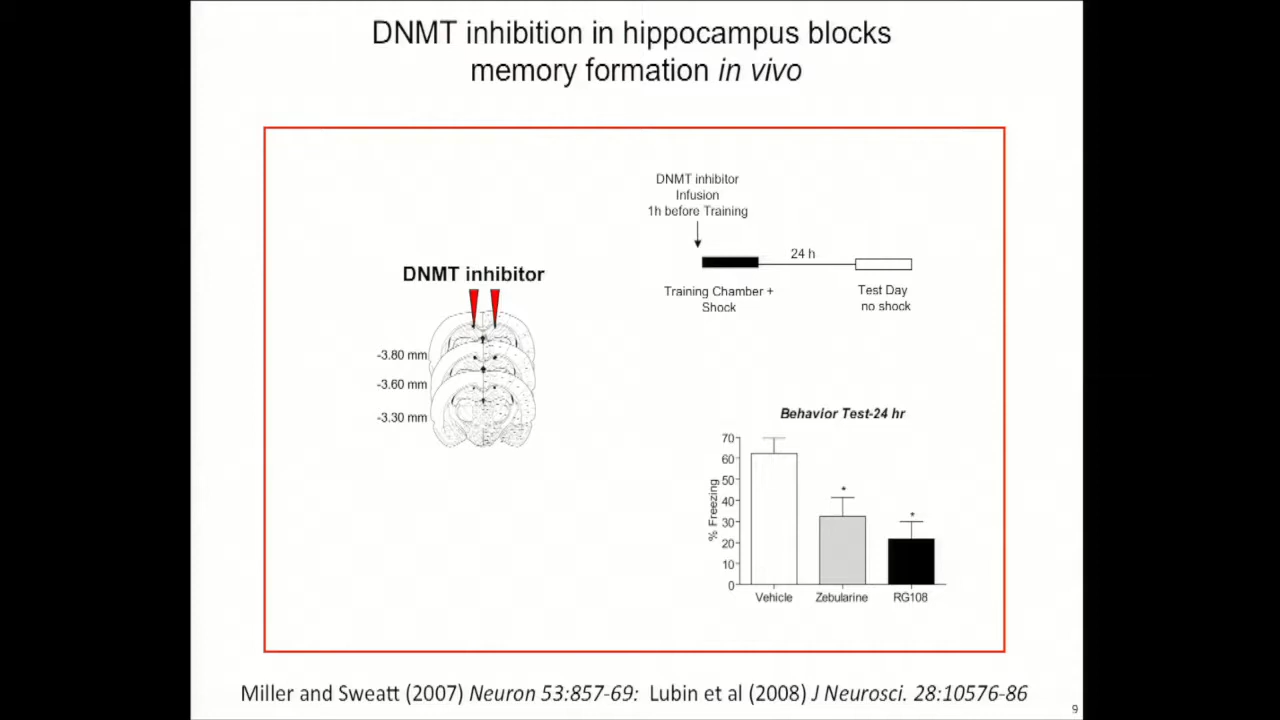 DNMT inhibition in hippocampus blocks
memory formation in vivo
DNMT inhibitor
Infusion
1h before Training
24 h
Training Chamber +
Shock
Test Day
no shock
DNMT inhibitor
-3.80 mm
-3.60 mm
-3.30 mm
Behavior Test-24 hr
% Freezing
70
60
50
40
30
20
10
0
*
*
Vehicle
Zebularine
RG108
Miller and Sweatt (2007) Neuron 53:857-69: Lubin et al (2008) J Neurosci. 28:10576-86
9